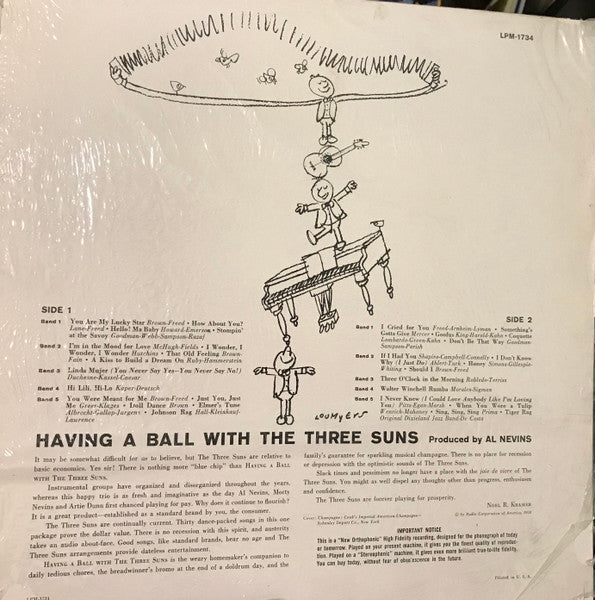 LPM-1734
SIDE 1
Band 1 You Are My Lucky Star Brown-Freed • How About You?
Lane-Freed • Hello! Ma Baby Howard-Emerson • Stompin'
at the Savoy Goodman-Webb-Sampson-Razaf
Band 2 I'm in the Mood for Love McHugh-Fields • I Wonder, I
Wonder, I Wonder Hutchins • That Old Feeling Brown-
Fain • A Kiss to Build a Dream On Ruby-Hammerstein
Band 3 Linda Mujer (You Never Say Yes—You Never Say No!)
Duchesne-Kassel-Caesar
Band 4 Hi Lili, Hi-Lo Kaper-Deutsch
Band 5 You Were Meant for Me Brown-Freed • Just You, Just
Me Greer-Klages • Troll Dance Brown • Elmer's Tune
Albrecht-Gallop-Jurgens • Johnson Rag Hall-Kleinkauf-
Laurence
SIDE 2
Band 1 I Cried for You Freed-Arnheim-Lyman • Something's
Gotta Give Mercer • Goofus King-Harold-Kahn • Coquette
Lombardo-Green-Kahn • Don't Be That Way Goodman-
Sampson-Parish
Band 2 If I Had You Shapiro-Campbell-Connelly • I Don't Know
Why (I Just Do) Ahlert-Turk • Honey Simons-Gillespie-
Whiting • Should I Brown-Freed
Band 3 Three O'Clock in the Morning Robledo-Terriss
Band 4 Walter Winchell Rumba Morales-Sigman
Band 5 I Never Knew (I Could Love Anybody Like I'm Loving
You) Pitts-Egan-Marsh • When You Wore a Tulip
Wenrich-Mahoney • Sing, Sing, Sing Prima • Tiger Rag
Original Dixieland Jazz Band-De Costa
LOU MyERS
HAVING A BALL WITH THE THREE SUNS Produced by AL NEVINS
It may be somewhat difficult for us to believe, but The Three Suns are relative to
basic economics. Yes sir! There is nothing more "blue chip" than HAVING A BALL
WITH THE THREE SUNS.
Instrumental groups have organized and disorganized throughout the years,
whereas this happy trio is as fresh and imaginative as the day Al Nevins, Morty
Nevins and Artie Dunn first chanced playing for pay. Why does it continue to flourish?
It is a great product—established as a standard brand by you, the consumer.
The Three Suns are continually current. Thirty dance-packed songs in this one
package prove the dollar value. There is no recession with this spirit, and austerity
takes an audio about-face. Good songs, like standard brands, bear no age and The
Three Suns arrangements provide dateless entertainment.
HAVING A BALL WITH THE THREE SUNS is the weary homemaker's companion to
daily tedious chores, the breadwinner's bromo at the end of a doldrum day, and the
family's guarantee for sparkling musical champagne. There is no place for recession
or depression with the optimistic sounds of The Three Suns.
Slack times and pessimism no longer have a place with the joie de vivre of The
Three Suns. You might as well dispel any thoughts other than progress, enthusiasm
and confidence.
The Three Suns are forever playing for prosperity.
NOEL R. KRAMER
© by Radio Corporation of America, 1958
IMPORTANT NOTICE
This is a "New Orthophonic" High Fidelity recording, designed for the phonograph of today
or tomorrow. Played on your present machine, it gives you the finest quality of reproduc-
tion. Played on a "Stereophonic" machine, it gives even more brilliant true-to-life fidelity.
You can buy today, without fear of obsolescence in the future.
LPM-1734
Printed in U. S. A.